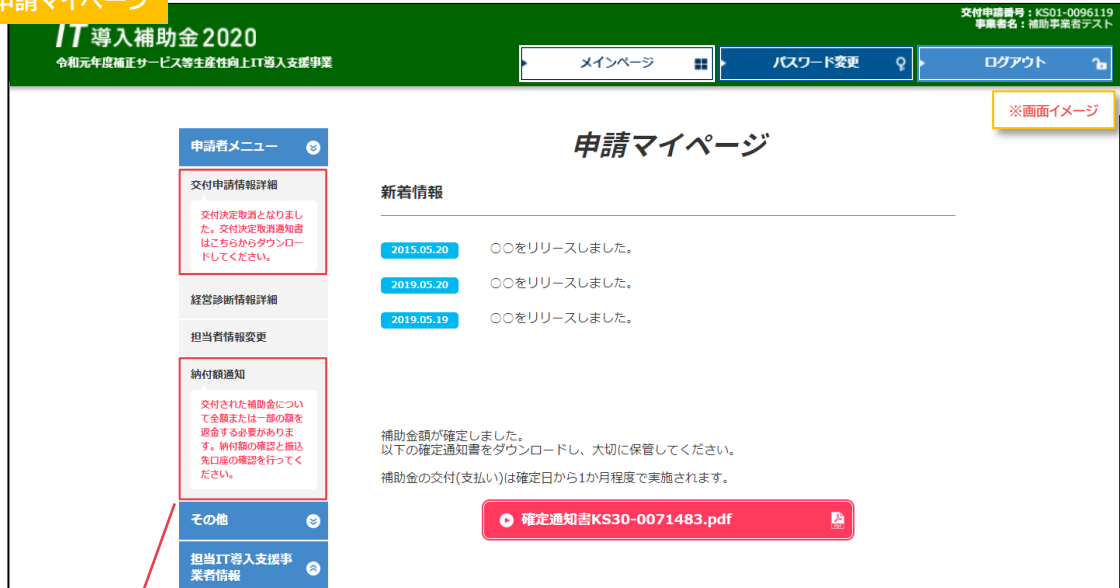 申請マイページ
交付申請番号：KS01-0096119
事業者名：補助事業者テスト
IT 導入補助金2020
令和元年度補正サービス等生産性向上IT導入支援事業
メインページ
パスワード変更
ログアウト
※画面イメージ
申請者メニュー
交付申請情報詳細
交付決定取消となりまし
た。交付決定取消通知書
はこちらからダウンロー
ドしてください。
経営診断情報詳細
担当者情報変更
納付額通知
交付された補助金につい
て全額または一部の額を
返金する必要がありま
す。納付額の確認と振込
先口座の確認を行ってく
ださい。
その他
担当IT導入支援事
業者情報
申請マイページ
新着情報
2015.05.20 ○○をリリースしました。
2019.05.20 ○○をリリースしました。
2019.05.19 ○○をリリースしました。
補助金額が確定しました。
以下の確定通知書をダウンロードし、大切に保管してください。
補助金の交付(支払い)は確定日から1か月程度で実施されます。
確定通知書KS30-0071483.pdf